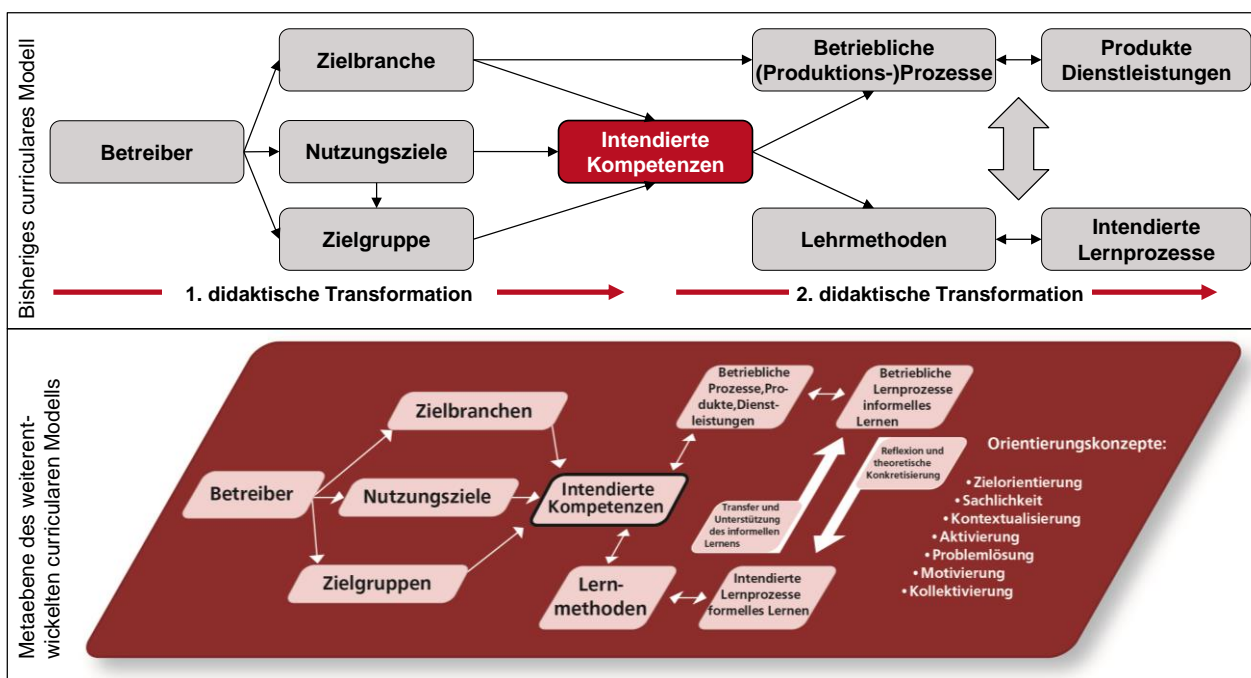 Bisheriges curriculares Modell
Betreiber
Zielbranche
Nutzungsziele
Zielgruppe
Intendierte
Kompetenzen
Betriebliche
(Produktions-)Prozesse
Produkte
Dienstleistungen
Lehrmethoden
Intendierte
Lernprozesse
1. didaktische Transformation
2. didaktische Transformation
Metaebene des weiterent-
wickelten curricularen Modells
Betreiber
Zielbranchen
Nutzungsziele
Zielgruppen
Intendierte
Kompetenzen
Betriebliche
Prozesse,Pro-
dukte,Dienst-
leistungen
Betriebliche
Lernprozesse
informelles
Lernen
Transfer und
Unterstützung
des informellen
Lernens
Reflexion und
theoretische
Konkretisierung
Lern-
methoden
Intendierte
Lernprozesse
formelles Lernen
Orientierungskonzepte:
• Zielorientierung
• Sachlichkeit
• Kontextualisierung
• Aktivierung
• Problemlösung
• Motivierung
• Kollektivierung